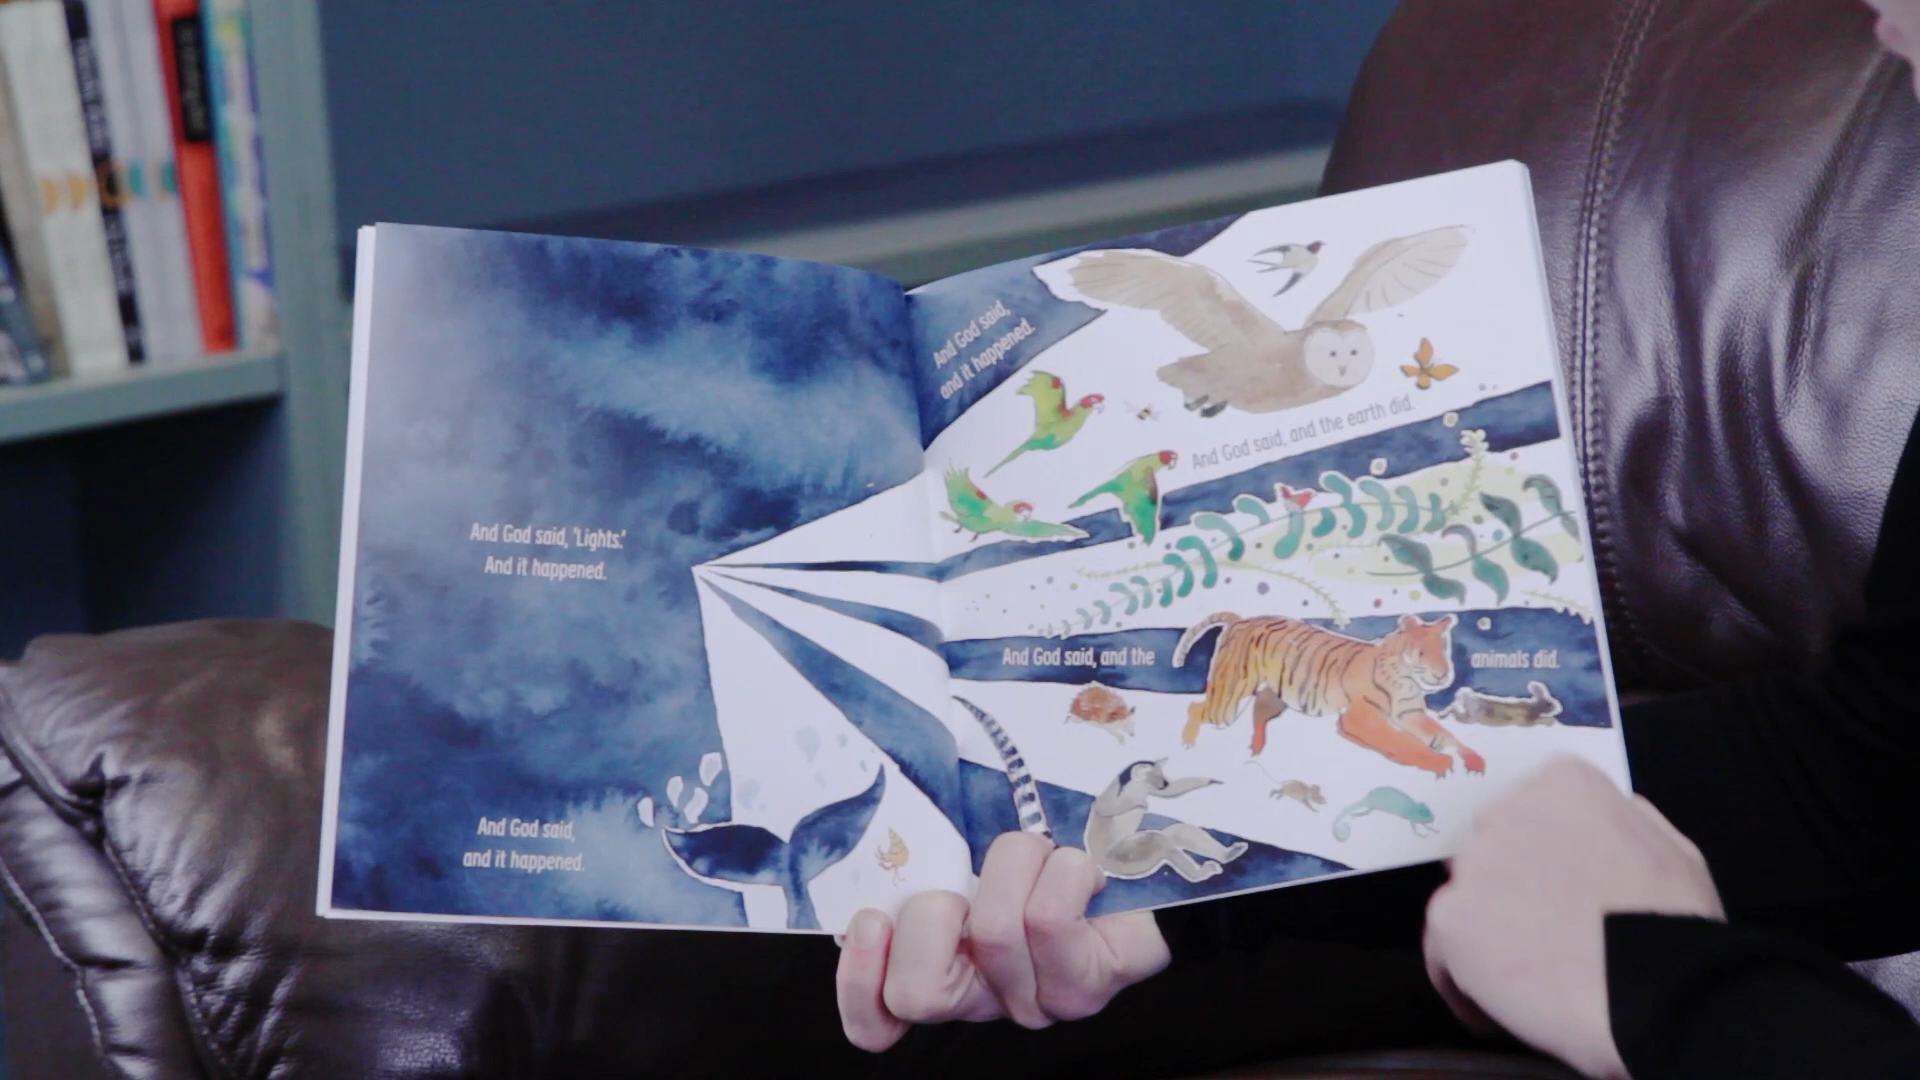 And God said, 'Lights.'
And it happened.
And God said,
and it happened.
And God said,
and it happened.
And God said, and the earth did.
And God said, and the animals did.